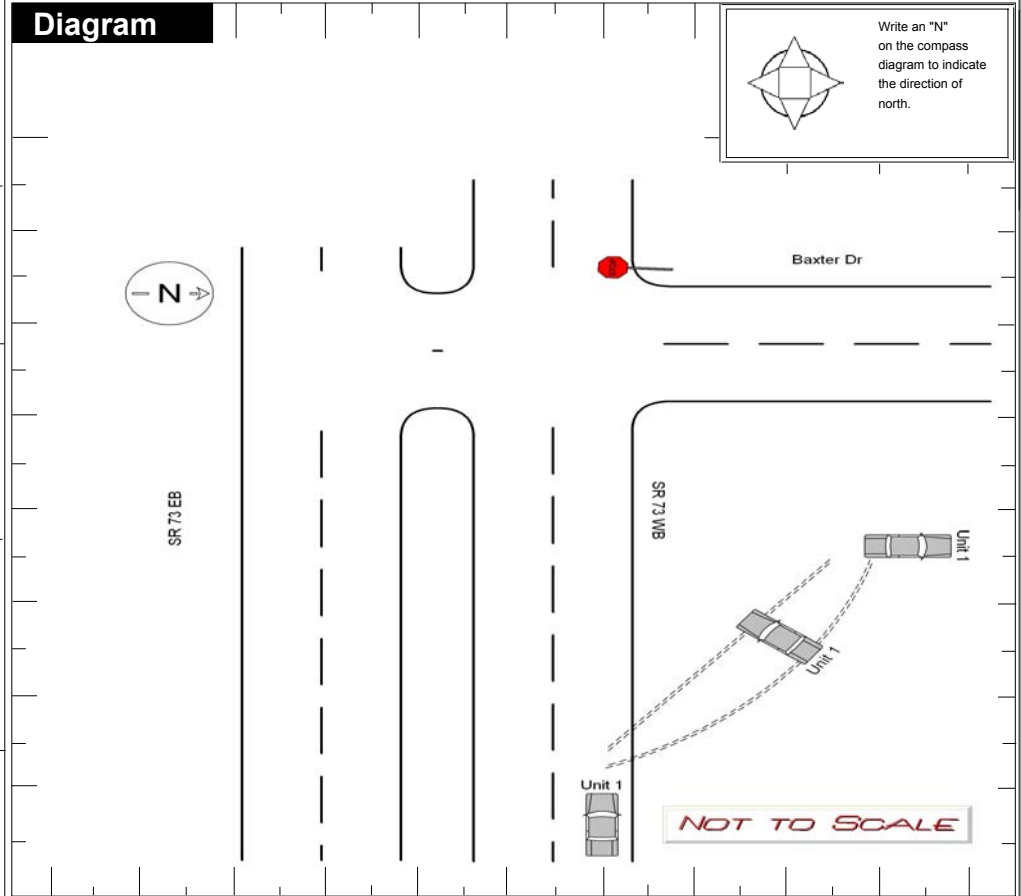 Diagram
Write an "N"
on the compass
diagram to indicate
the direction of
north.
Baxter Dr
N
SR 73 EB
SR 73 WB
Unit 1
Unit 1
Unit 1
NOT TO SCALE